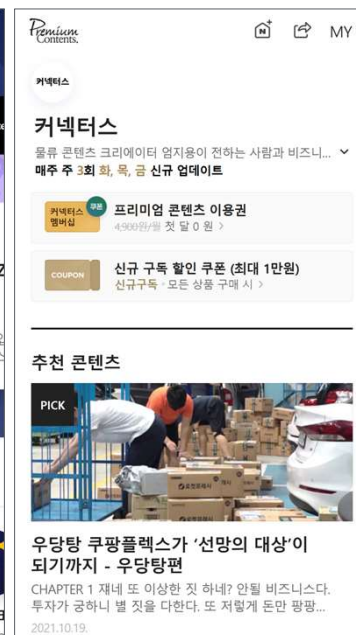 Premium
Contents.
MY
커넥터스
커넥터스
물류 콘텐츠 크리에이터 엄지용이 전하는 사람과 비즈니...
매주 주 3회 화, 목, 금 신규 업데이트
커넥터스
멤버십
쿠폰
프리미엄 콘텐츠 이용권
4,900원/월 첫 달 0 원 >
COUPON
신규 구독 할인 쿠폰 (최대 1만원)
신규구독 · 모든 상품 구매 시 >
추천 콘텐츠
PICK
우당탕 쿠팡플렉스가 ‘선망의 대상’이
되기까지 - 우당탕편
CHAPTER 1 쟤네 또 이상한 짓 하네? 안될 비즈니스다.
투자가 궁하니 별 짓을 다한다. 또 저렇게 돈만 팡팡...
2021.10.19.